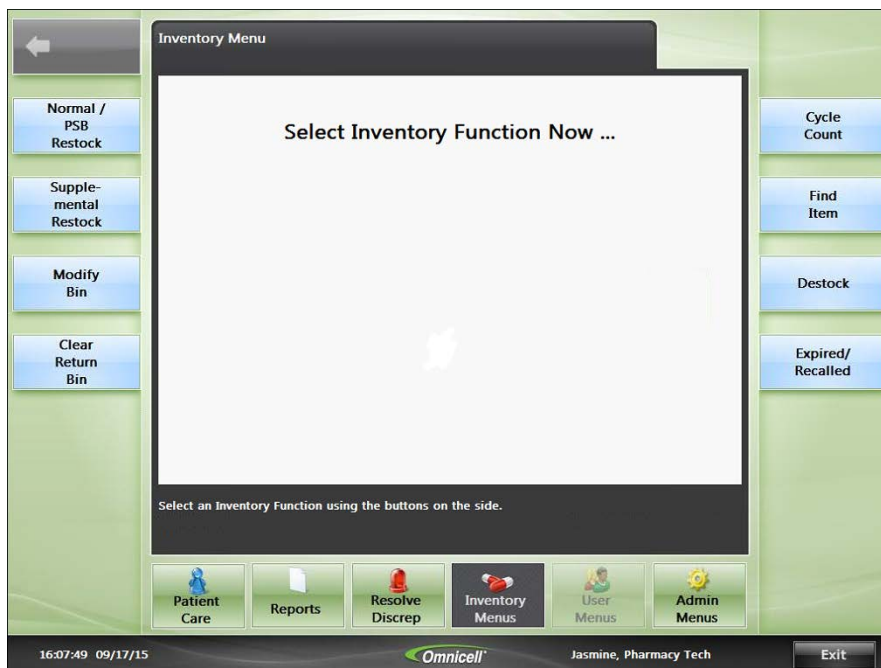 Inventory Menu
Normal /
PSB
Restock
Supple-
mental
Restock
Modify
Bin
Clear
Return
Bin
Select Inventory Function Now ...
Cycle
Count
Find
Item
Destock
Expired/
Recalled
Select an Inventory Function using the buttons on the side.
Patient
Care
Reports
Resolve
Discrep
Inventory
Menus
User
Menus
Admin
Menus
16:07:49 09/17/15
Omnicell
Jasmine, Pharmacy Tech
Exit